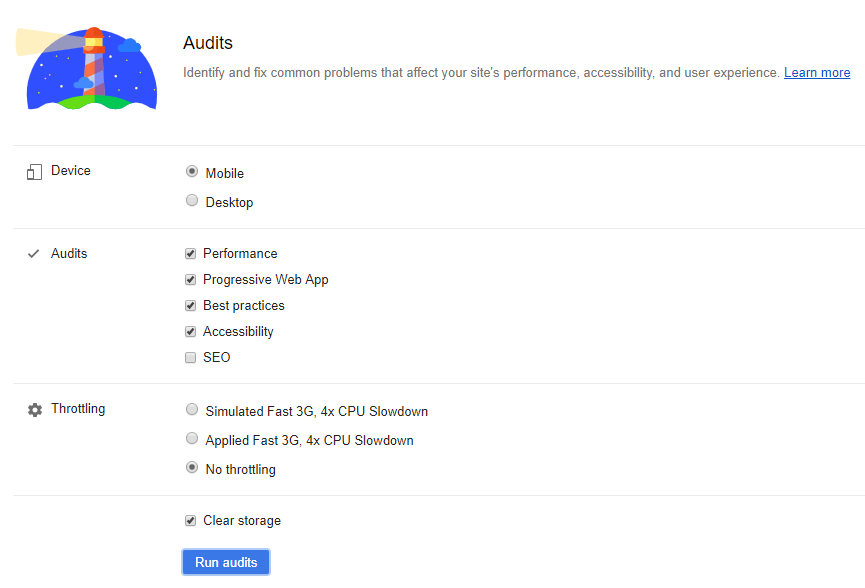 Audits
Identify and fix common problems that affect your site's performance, accessibility, and user experience. Learn more
Device
Mobile
Desktop
Audits
Performance
Progressive Web App
Best practices
Accessibility
SEO
Throttling
Simulated Fast 3G, 4x CPU Slowdown
Applied Fast 3G, 4x CPU Slowdown
No throttling
Clear storage
Run audits